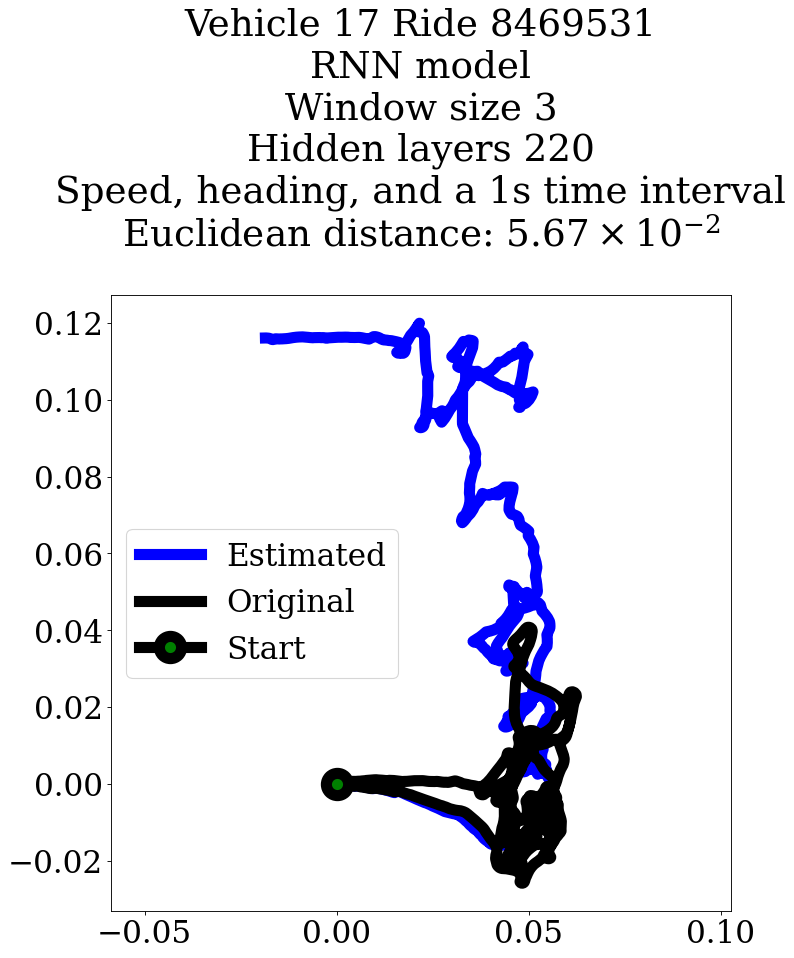 Vehicle 17 Ride 8469531
RNN model
Window size 3
Hidden layers 220
Speed, heading, and a 1s time interval
Euclidean distance: 5.67 × 10⁻²
0.12
0.10
0.08
0.06
0.04
0.02
0.00
−0.02
Estimated
Original
Start
−0.05
0.00
0.05
0.10